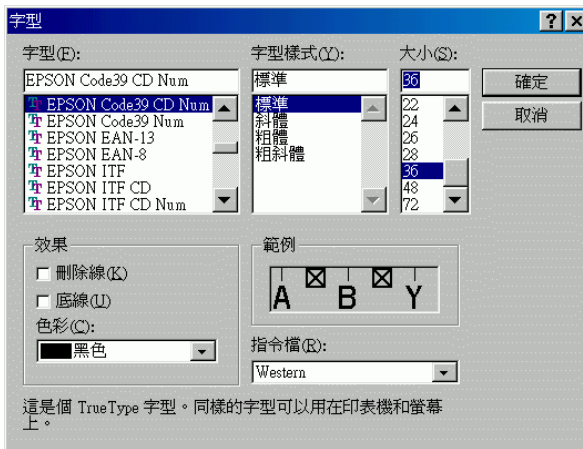 字型
字型(F):
EPSON Code39 CD Num
EPSON Code39 CD Num
EPSON Code39 Num
EPSON EAN-13
EPSON EAN-8
EPSON ITF
EPSON ITF CD
EPSON ITF CD Num
字型樣式(Y):
標準
標準
斜體
粗體
粗斜體
大小(S):
36
22
24
26
28
36
48
72
確定
取消
效果
刪除線(K)
底線(U)
色彩(C):
黑色
範例
A B Y
指令檔(R):
Western
這是個 TrueType 字型。同樣的字型可以用在印表機和螢幕
上。